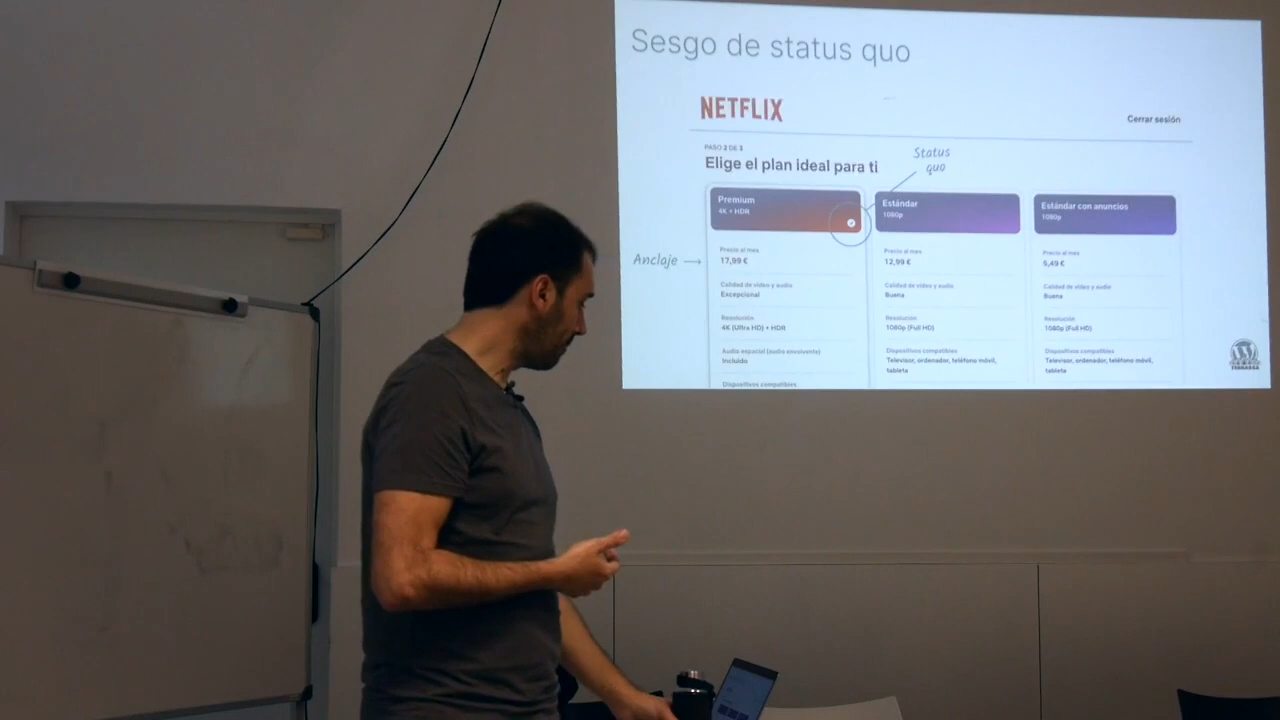 Sesgo de status quo
NETFLIX
Cerrar sesión
PASO 2 DE 3
Elige el plan ideal para ti
Status
quo
Premium
4K + HDR
Estándar
1080p
Estándar con anuncios
1080p
Anclaje
Precio al mes
17,99 €
Precio al mes
12,99 €
Precio al mes
5,49 €
Calidad de vídeo y audio
Excepcional
Calidad de vídeo y audio
Buena
Calidad de vídeo y audio
Buena
Resolución
4K (Ultra HD) + HDR
Resolución
1080p (Full HD)
Resolución
1080p (Full HD)
Audio espacial (audio envolvente)
Incluido
Dispositivos compatibles
Televisor, ordenador, teléfono móvil,
tableta
Dispositivos compatibles
Televisor, ordenador, teléfono móvil,
tableta
Dispositivos compatibles
TERRASSA